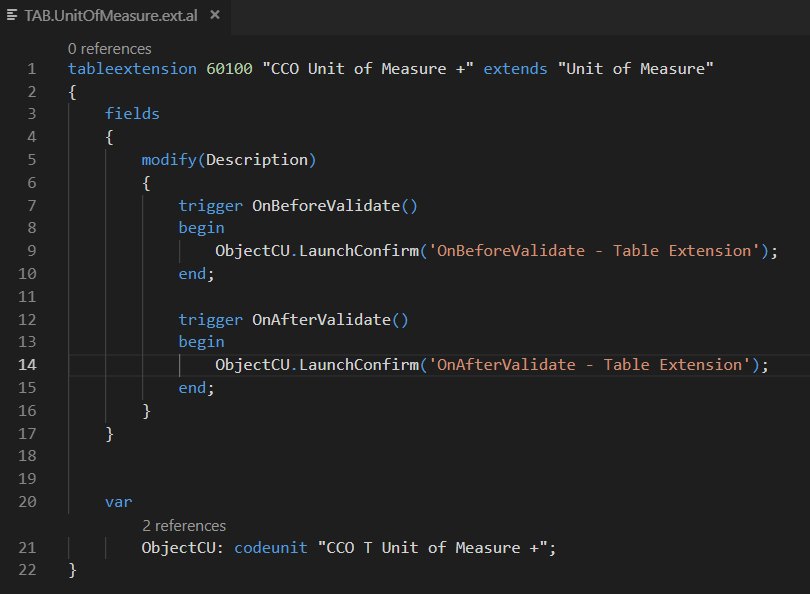 TAB.UnitOfMeasure.ext.al ×
0 references
1 tableextension 60100 "CCO Unit of Measure +" extends "Unit of Measure"
2 {
3 fields
4 {
5 modify(Description)
6 {
7 trigger OnBeforeValidate()
8 begin
9 ObjectCU.LaunchConfirm('OnBeforeValidate - Table Extension');
10 end;
11
12 trigger OnAfterValidate()
13 begin
14 ObjectCU.LaunchConfirm('OnAfterValidate - Table Extension');
15 end;
16 }
17 }
18
19
20 var
2 references
21 ObjectCU: codeunit "CCO T Unit of Measure +";
22 }